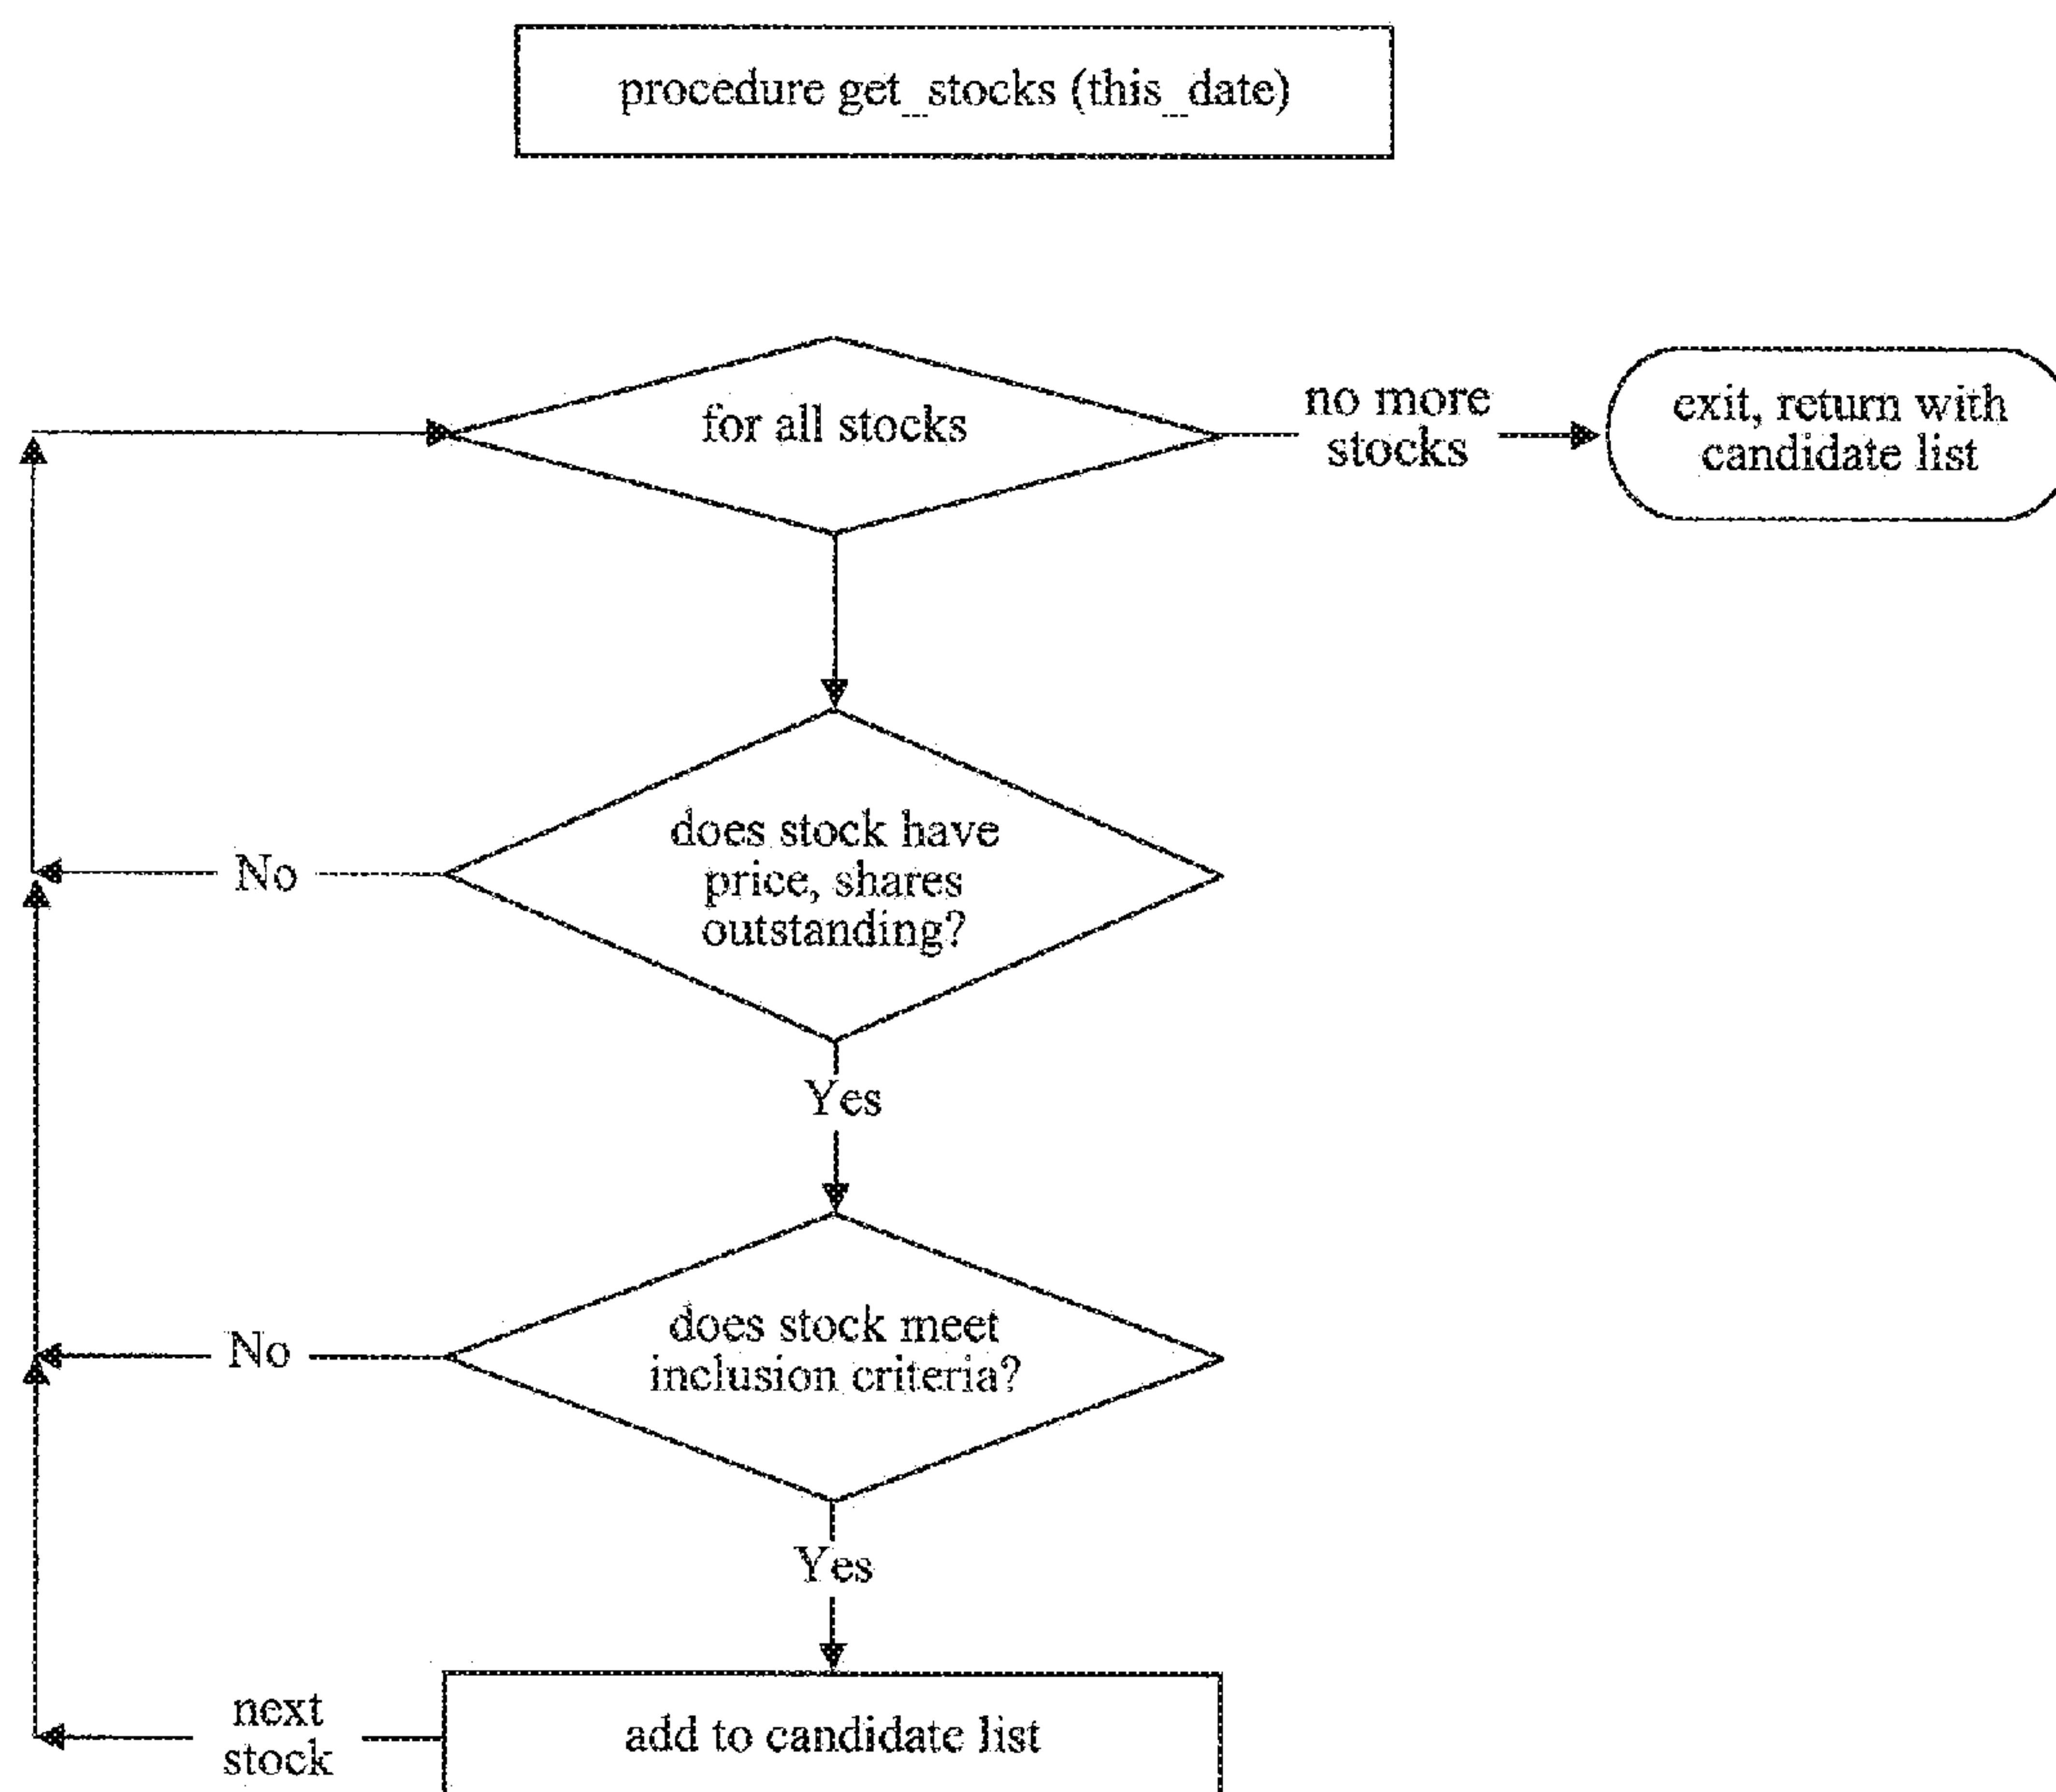 procedure get_stocks (this_date)
for all stocks
no more
stocks
exit, return with
candidate list
does stock have
price, shares
outstanding?
No
Yes
does stock meet
inclusion criteria?
No
Yes
add to candidate list
next
stock